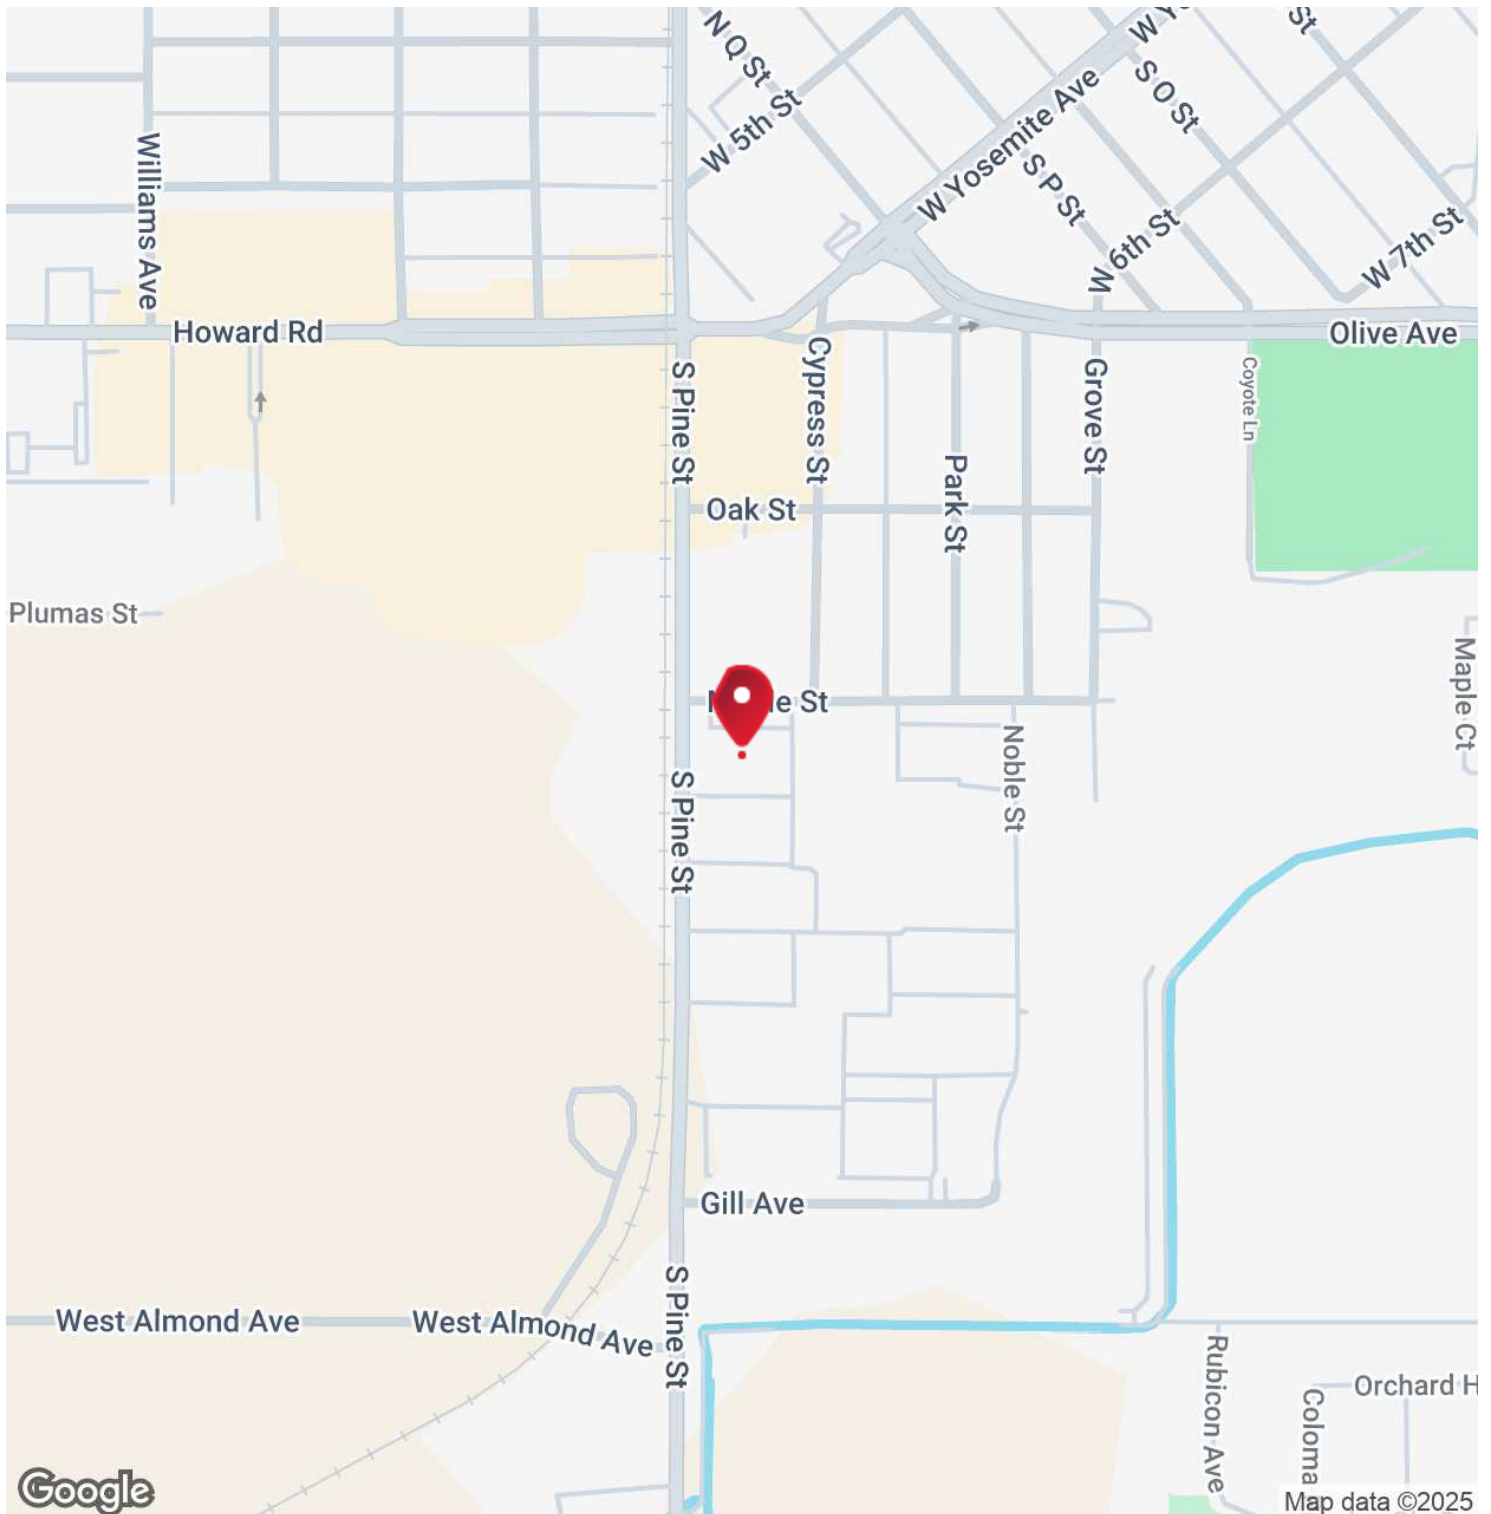 N Q St
W Yo
St
S O St
W 5th St
W Yosemite Ave
S P St
Williams Ave
W 6th St
W 7th St
Howard Rd
Olive Ave
S Pine St
Cypress St
Grove St
Coyote Ln
Park St
Oak St
Plumas St
Maple Ct
St
Noble St
S Pine St
Gill Ave
West Almond Ave
West Almond Ave
S Pine St
Rubicon Ave
Orchard H
Coloma
Google
Map data ©2025